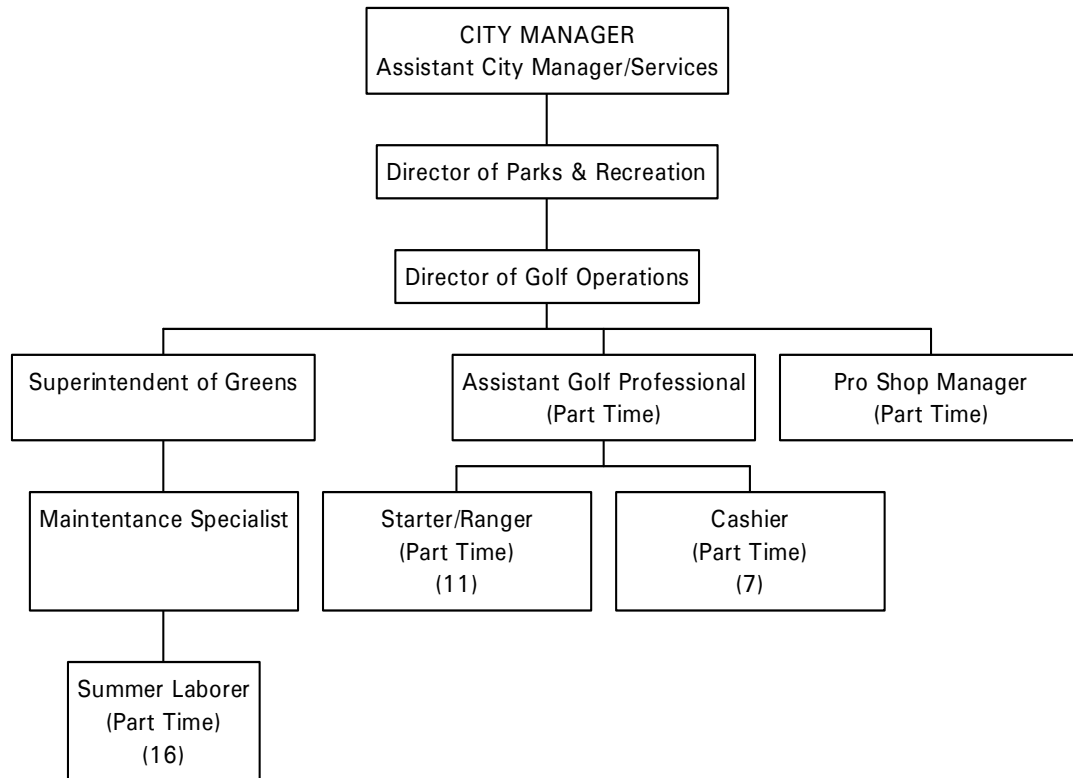 CITY MANAGER
Assistant City Manager/Services
Director of Parks & Recreation
Director of Golf Operations
Superintendent of Greens
Assistant Golf Professional
(Part Time)
Pro Shop Manager
(Part Time)
Maintentance Specialist
Starter/Ranger
(Part Time)
(11)
Cashier
(Part Time)
(7)
Summer Laborer
(Part Time)
(16)